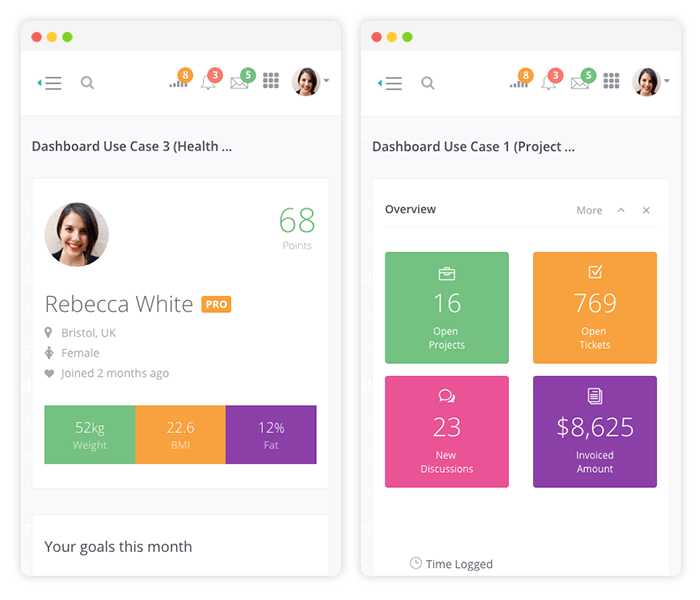 8
3
5
Dashboard Use Case 3 (Health ...
68
Points
Rebecca White PRO
Bristol, UK
Female
Joined 2 months ago
52kg
Weight
22.6
BMI
12%
Fat
Your goals this month
8
3
5
Dashboard Use Case 1 (Project ...
Overview
More
16
Open
Projects
769
Open
Tickets
23
New
Discussions
$8,625
Invoiced
Amount
Time Logged